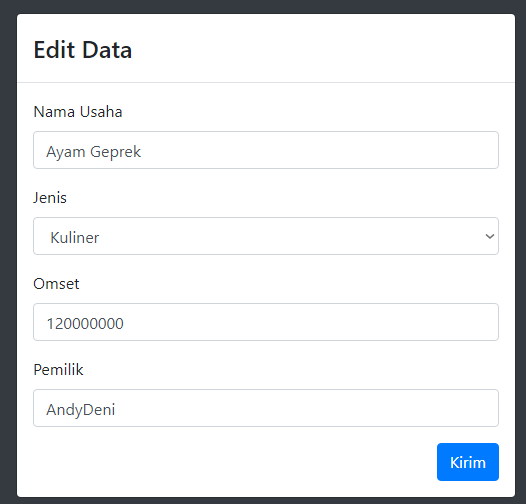 Edit Data
Nama Usaha
Ayam Geprek
Jenis
Kuliner
Omset
120000000
Pemilik
AndyDeni
Kirim